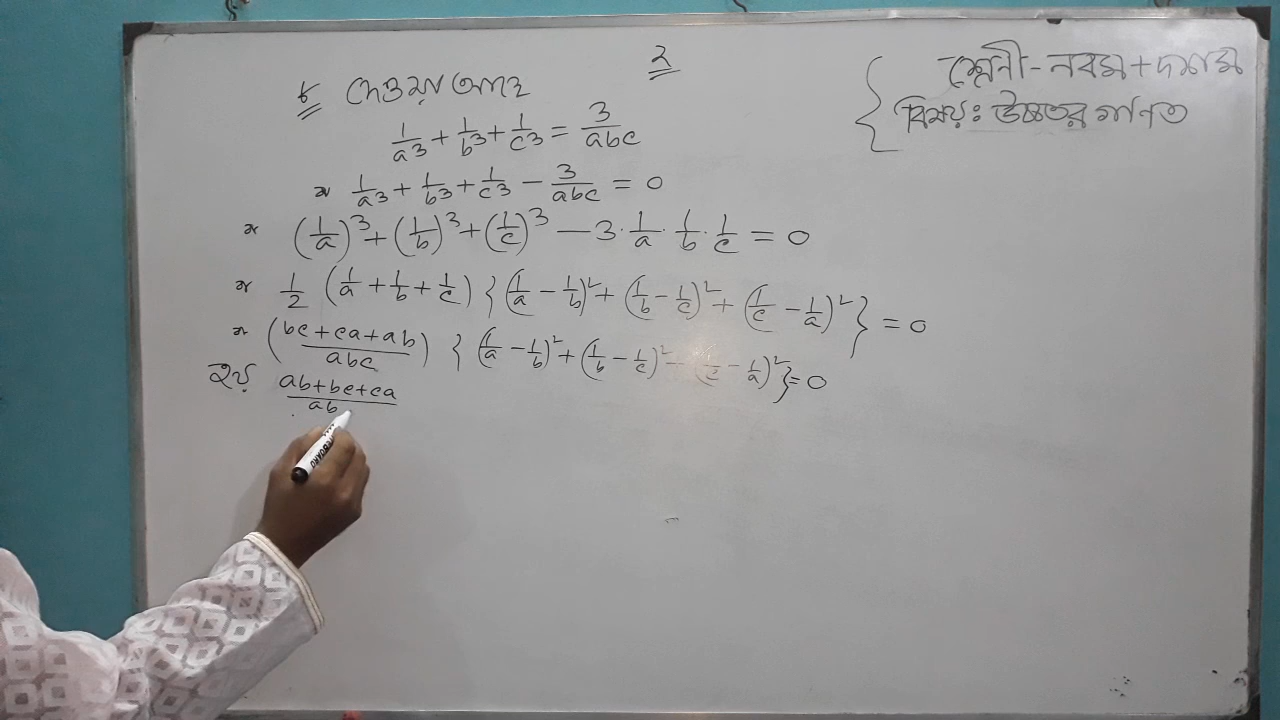 ২
শ্রেনী - নবম + দশম
বিষয়ঃ উচ্চতর গণিত
৮ দেওয়া আছে
1/a3 + 1/b3 + 1/c3 = 3/abc
বা 1/a3 + 1/b3 + 1/c3 - 3/abc = 0
বা (1/a)^3 + (1/b)^3 + (1/c)^3 - 3·1/a·1/b·1/c = 0
বা 1/2 (1/a + 1/b + 1/c) {(1/a - 1/b)^2 + (1/b - 1/c)^2 + (1/c - 1/a)^2} = 0
বা (bc+ca+ab/abc) {(1/a - 1/b)^2 + (1/b - 1/c)^2 - (1/c - 1/a)^2} = 0
হয় ab+bc+ca/ab